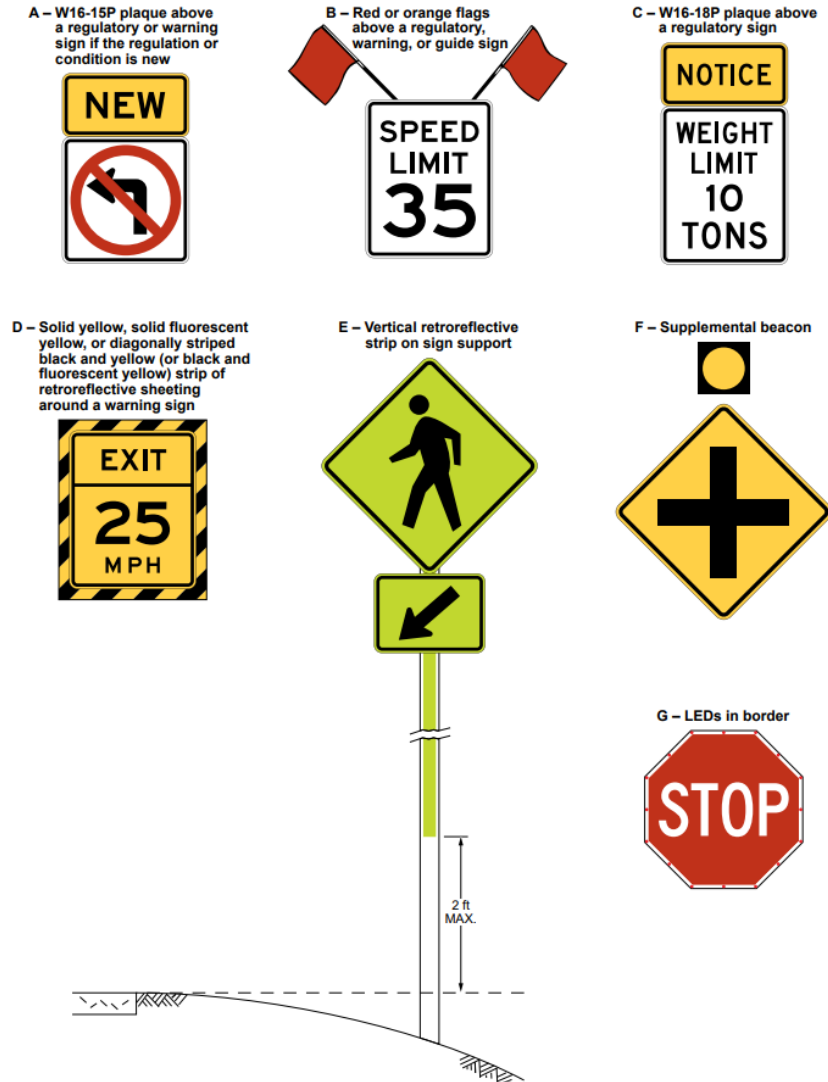 A – W16-15P plaque above
a regulatory or warning
sign if the regulation or
condition is new
NEW
B – Red or orange flags
above a regulatory,
warning, or guide sign
SPEED
LIMIT
35
C – W16-18P plaque above
a regulatory sign
NOTICE
WEIGHT
LIMIT
10
TONS
D – Solid yellow, solid fluorescent
yellow, or diagonally striped
black and yellow (or black and
fluorescent yellow) strip of
retroreflective sheeting
around a warning sign
EXIT
25
MPH
E – Vertical retroreflective
strip on sign support
2 ft
MAX.
F – Supplemental beacon
G – LEDs in border
STOP